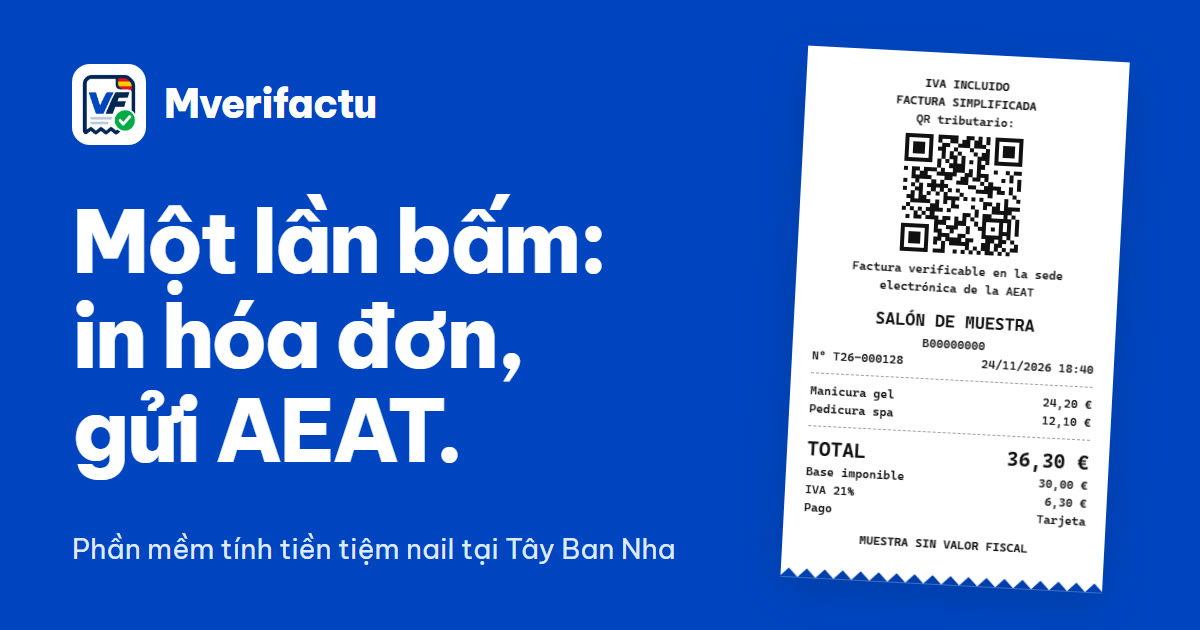 VF
Mverifactu
Một lần bấm:
in hóa đơn,
gửi AEAT.
Phần mềm tính tiền tiệm nail tại Tây Ban Nha
IVA INCLUIDO
FACTURA SIMPLIFICADA
QR tributario:
Factura verificable en la sede
electrónica de la AEAT
SALÓN DE MUESTRA
B00000000
Nº T26-000128 24/11/2026 18:40
Manicura gel 24,20 €
Pedicura spa 12,10 €
TOTAL 36,30 €
Base imponible 30,00 €
IVA 21% 6,30 €
Pago Tarjeta
MUESTRA SIN VALOR FISCAL